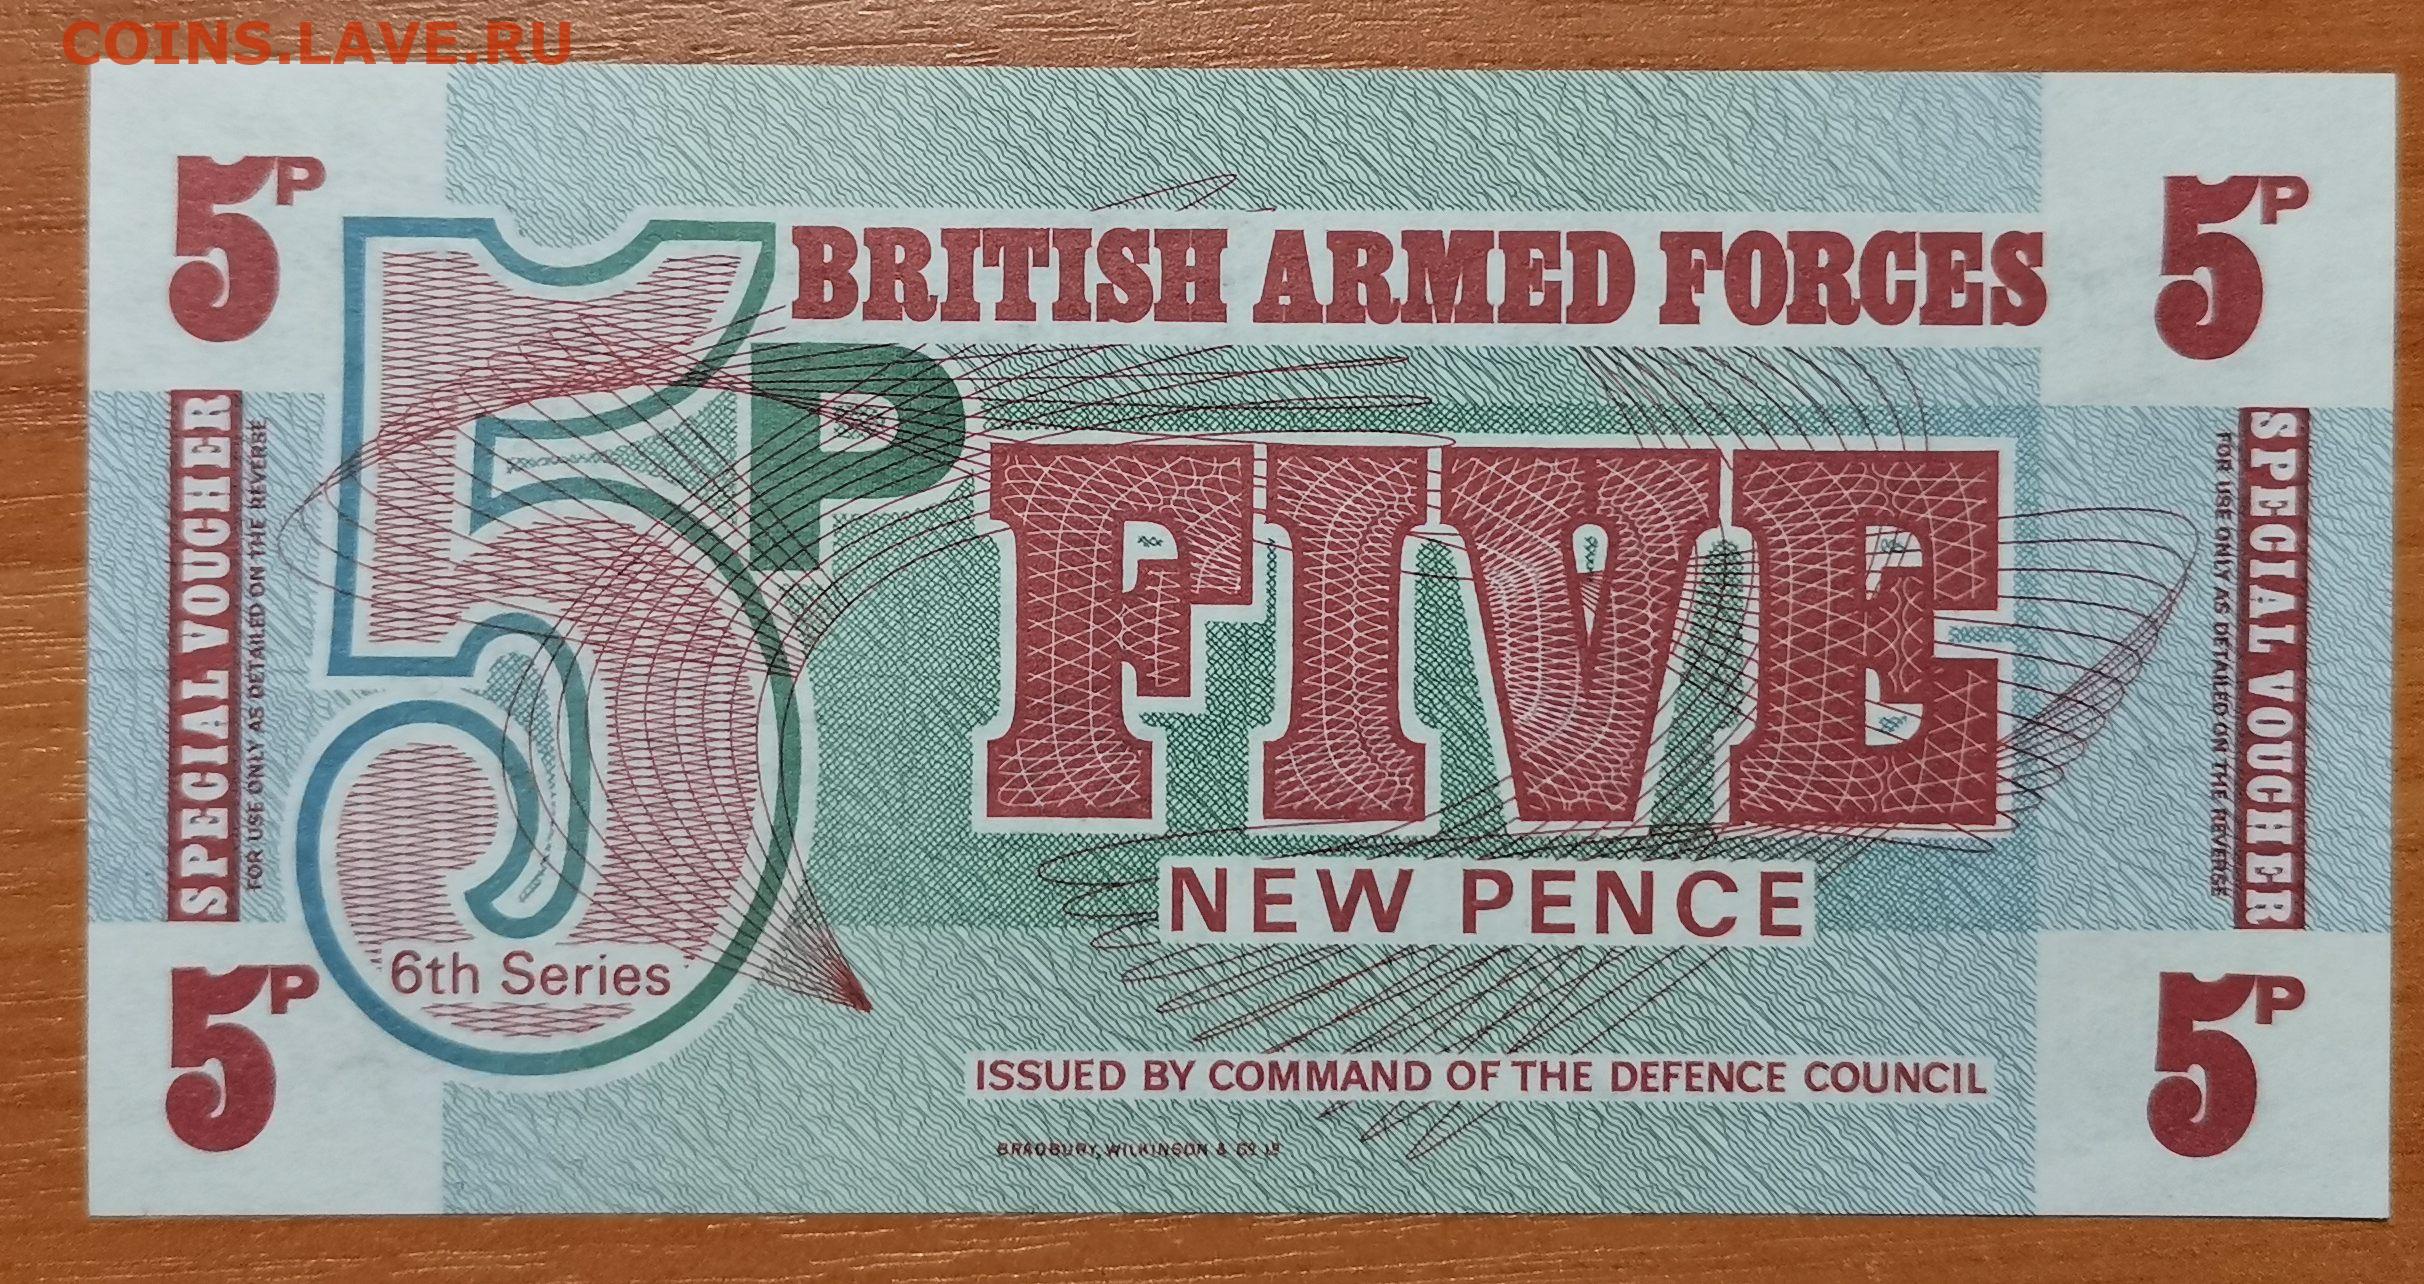 COINS.LAVE.RU
5P
5P
BRITISH ARMED FORCES
5P
FIVE
NEW PENCE
6th Series
SPECIAL VOUCHER
FOR USE ONLY AS DETAILED ON THE REVERSE
SPECIAL VOUCHER
FOR USE ONLY AS DETAILED ON THE REVERSE
5P
5P
ISSUED BY COMMAND OF THE DEFENCE COUNCIL
BRADBURY, WILKINSON & Co Ld